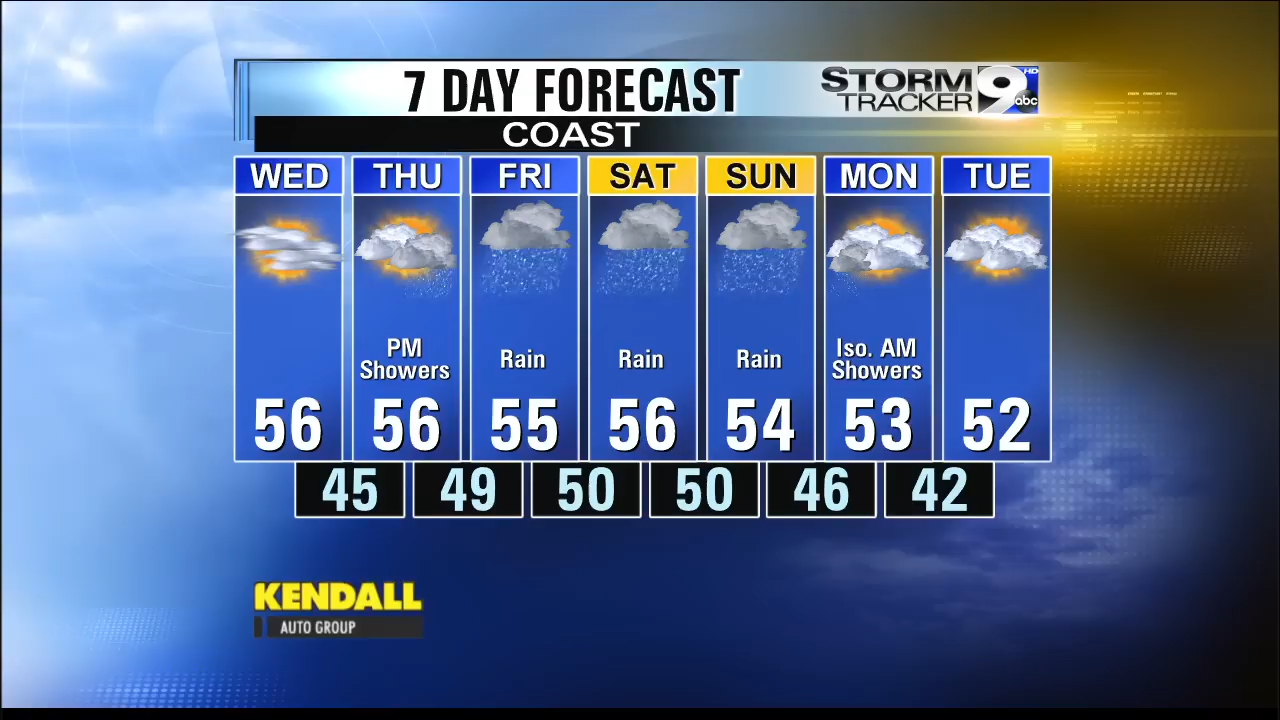 7 DAY FORECAST
STORM
TRACKER
9
HD
abc
COAST
WED THU FRI SAT SUN MON TUE
PM
Showers
Rain
Rain
Rain
Iso. AM
Showers
56 56 55 56 54 53 52
45 49 50 50 46 42
KENDALL
AUTO GROUP